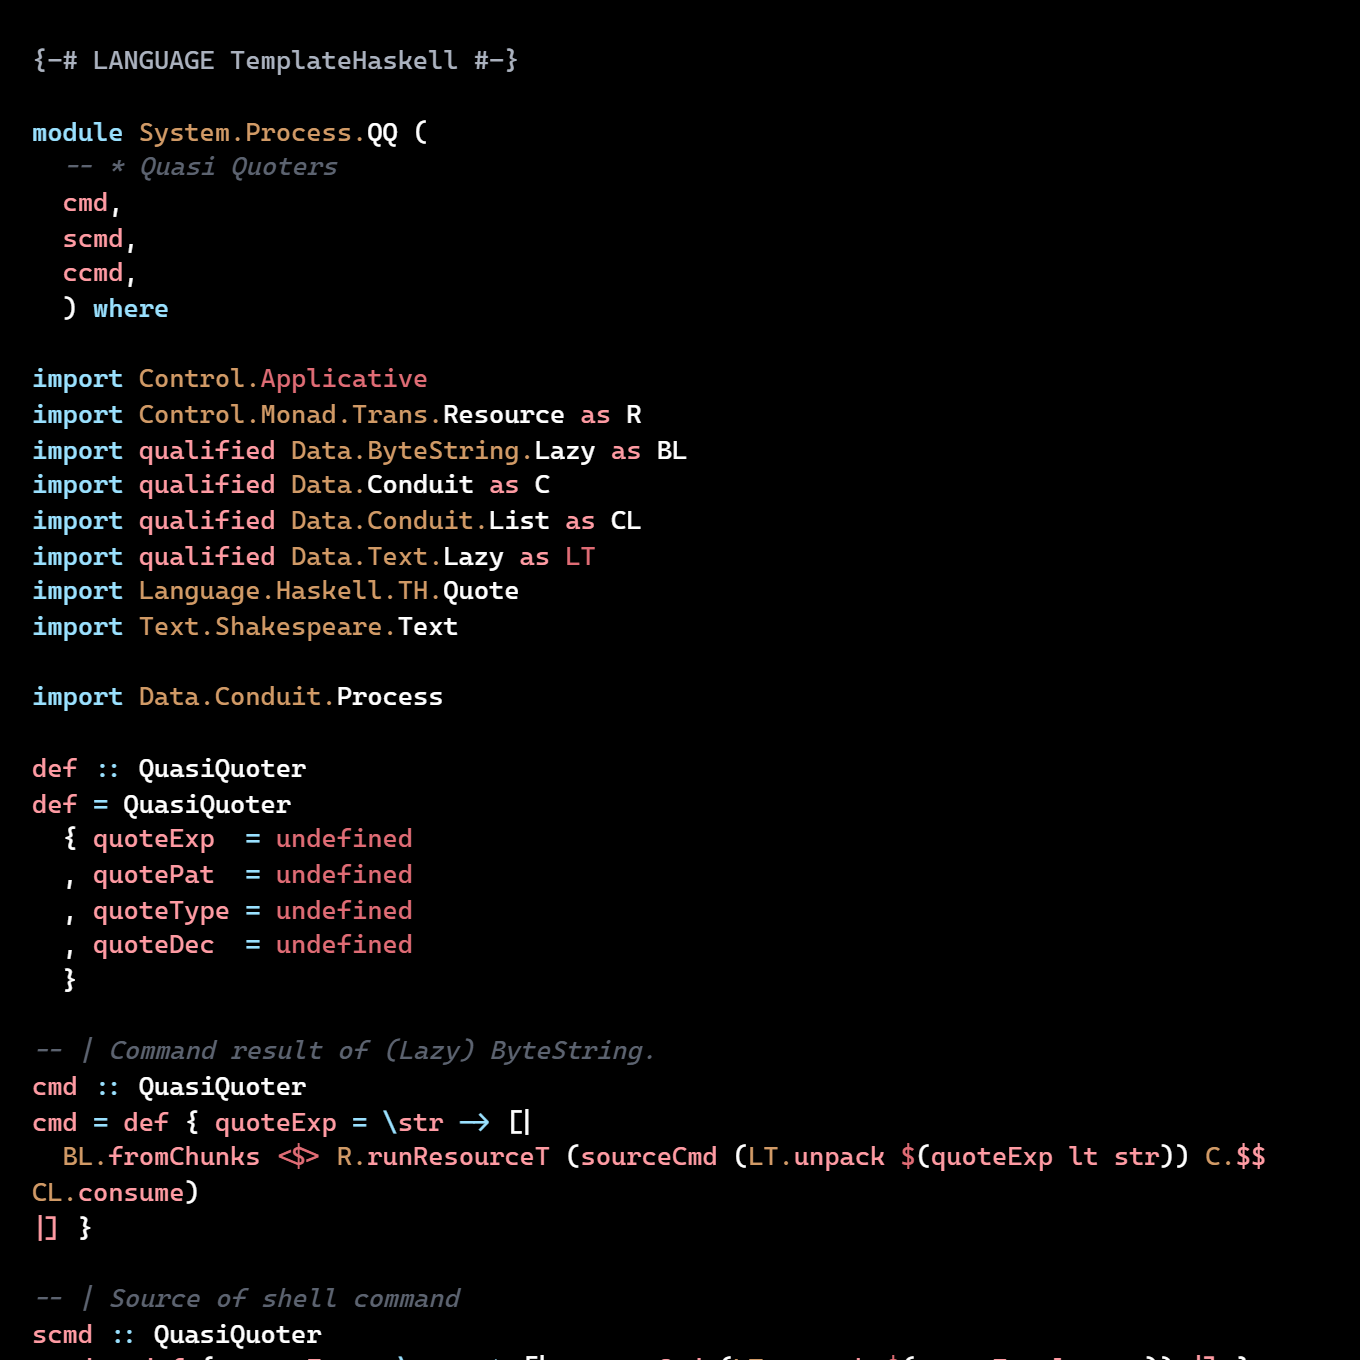 {-# LANGUAGE TemplateHaskell #-}

module System.Process.QQ (
  -- * Quasi Quoters
  cmd,
  scmd,
  ccmd,
  ) where

import Control.Applicative
import Control.Monad.Trans.Resource as R
import qualified Data.ByteString.Lazy as BL
import qualified Data.Conduit as C
import qualified Data.Conduit.List as CL
import qualified Data.Text.Lazy as LT
import Language.Haskell.TH.Quote
import Text.Shakespeare.Text

import Data.Conduit.Process

def :: QuasiQuoter
def = QuasiQuoter
  { quoteExp  = undefined
  , quotePat  = undefined
  , quoteType = undefined
  , quoteDec  = undefined
  }

-- | Command result of (Lazy) ByteString.
cmd :: QuasiQuoter
cmd = def { quoteExp = \str -> [|
  BL.fromChunks <$> R.runResourceT (sourceCmd (LT.unpack $(quoteExp lt str)) C.$$
CL.consume)
|] }

-- | Source of shell command
scmd :: QuasiQuoter